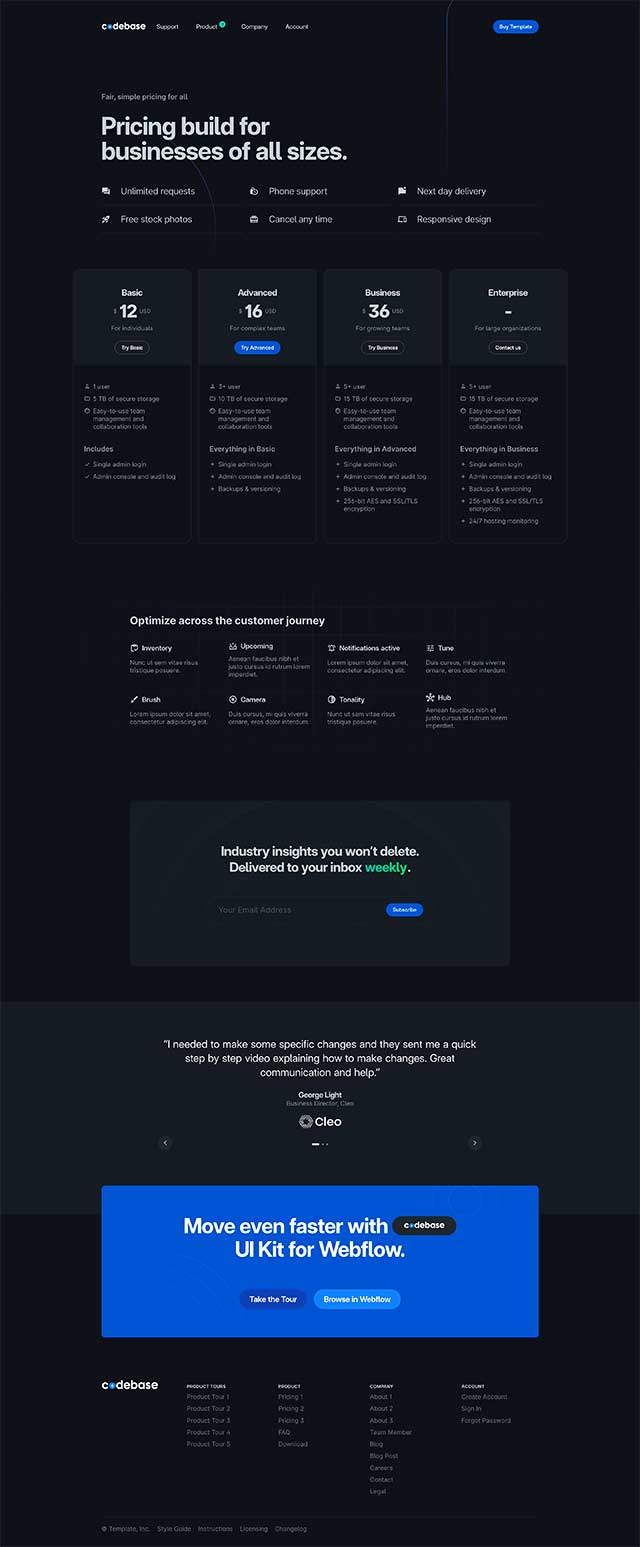 codebase
Support
Product
Company
Account
Buy Template
Fair, simple pricing for all
Pricing build for
businesses of all sizes.
Unlimited requests
Phone support
Next day delivery
Free stock photos
Cancel any time
Responsive design
Basic
$ 12 USD
For individuals
Try Basic
1 user
5 TB of secure storage
Easy-to-use team
management and
collaboration tools
Includes
Single admin login
Admin console and audit log
Advanced
$ 16 USD
For complex teams
Try Advanced
3+ user
10 TB of secure storage
Easy-to-use team
management and
collaboration tools
Everything in Basic
Single admin login
Admin console and audit log
Backups & versioning
Business
$ 36 USD
For growing teams
Try Business
5+ user
15 TB of secure storage
Easy-to-use team
management and
collaboration tools
Everything in Advanced
Single admin login
Admin console and audit log
Backups & versioning
256-bit AES and SSL/TLS
encryption
Enterprise
-
For large organizations
Contact us
5+ user
15 TB of secure storage
Easy-to-use team
management and
collaboration tools
Everything in Business
Single admin login
Admin console and audit log
Backups & versioning
256-bit AES and SSL/TLS
encryption
24/7 hosting monitoring
Optimize across the customer journey
Inventory
Nunc ut sem vitae risus
tristique posuere.
Upcoming
Aenean faucibus nibh et
justo cursus id rutrum lorem
imperdiet.
Notifications active
Lorem ipsum dolor sit amet,
consectetur adipiscing elit.
Tune
Duis cursus, mi quis viverra
ornare, eros dolor interdum.
Brush
Lorem ipsum dolor sit amet,
consectetur adipiscing elit.
Camera
Duis cursus, mi quis viverra
ornare, eros dolor interdum.
Tonality
Nunc ut sem vitae risus
tristique posuere.
Hub
Aenean faucibus nibh et
justo cursus id rutrum lorem
imperdiet.
Industry insights you won’t delete.
Delivered to your inbox weekly.
Your Email Address
Subscribe
“I needed to make some specific changes and they sent me a quick
step by step video explaining how to make changes. Great
communication and help.”
George Light
Business Director, Cleo
Cleo
Move even faster with codebase
UI Kit for Webflow.
Take the Tour
Browse in Webflow
codebase
PRODUCT TOURS
Product Tour 1
Product Tour 2
Product Tour 3
Product Tour 4
Product Tour 5
PRODUCT
Pricing 1
Pricing 2
Pricing 3
FAQ
Download
COMPANY
About 1
About 2
About 3
Team Member
Blog
Blog Post
Careers
Contact
Legal
ACCOUNT
Create Account
Sign In
Forgot Password
© Template, Inc.
Style Guide
Instructions
Licensing
Changelog